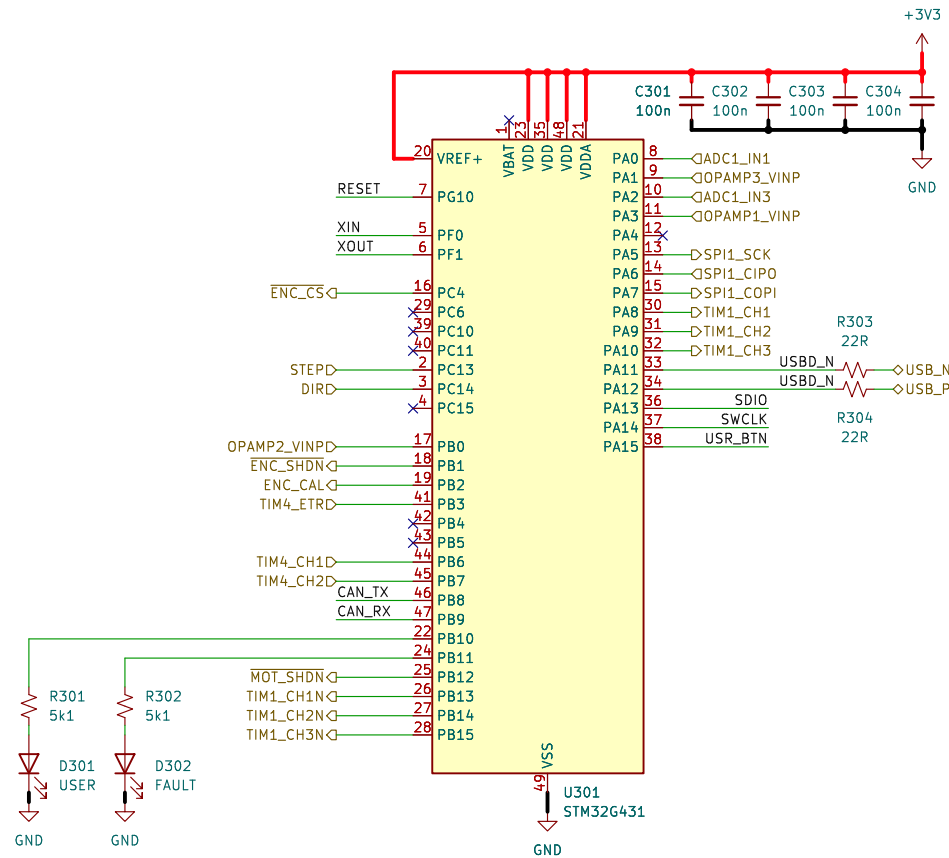 +3V3
C301
100n
C302
100n
C303
100n
C304
100n
GND
1
23
35
48
21
VBAT
VDD
VDD
VDD
VDDA
20 VREF+
RESET 7 PG10
XIN 5 PF0
XOUT 6 PF1
ENC_CS 16 PC4
29 PC6
39 PC10
40 PC11
STEP 2 PC13
DIR 3 PC14
4 PC15
OPAMP2_VINP 17 PB0
ENC_SHDN 18 PB1
ENC_CAL 19 PB2
TIM4_ETR 41 PB3
42 PB4
43 PB5
TIM4_CH1 44 PB6
TIM4_CH2 45 PB7
CAN_TX 46 PB8
CAN_RX 47 PB9
22 PB10
24 PB11
MOT_SHDN 25 PB12
TIM1_CH1N 26 PB13
TIM1_CH2N 27 PB14
TIM1_CH3N 28 PB15
PA0 8 ADC1_IN1
PA1 9 OPAMP3_VINP
PA2 10 ADC1_IN3
PA3 11 OPAMP1_VINP
PA4 12
PA5 13 SPI1_SCK
PA6 14 SPI1_CIPO
PA7 15 SPI1_COPI
PA8 30 TIM1_CH1
PA9 31 TIM1_CH2
PA10 32 TIM1_CH3
R303
22R
PA11 33 USBD_N USB_N
PA12 34 USBD_N USB_P
R304
22R
PA13 36 SDIO
PA14 37 SWCLK
PA15 38 USR_BTN
R301
5k1
R302
5k1
D301
USER
D302
FAULT
GND
GND
VSS
49
U301
STM32G431
GND